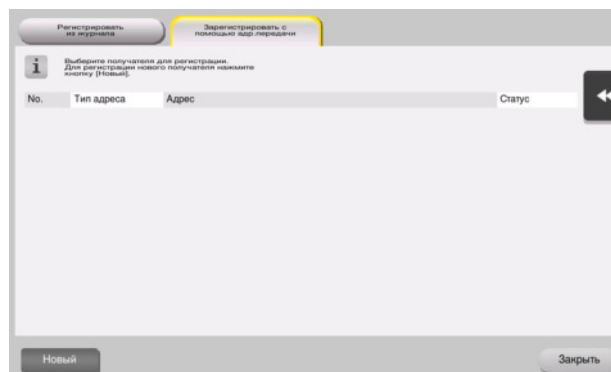 Регистрировать
из журнала
Зарегистрировать с
помощью адр.передачи
Выберите получателя для регистрации.
Для регистрации нового получателя нажмите
кнопку [Новый].
No. Тип адреса Адрес Статус
Новый Закрыть